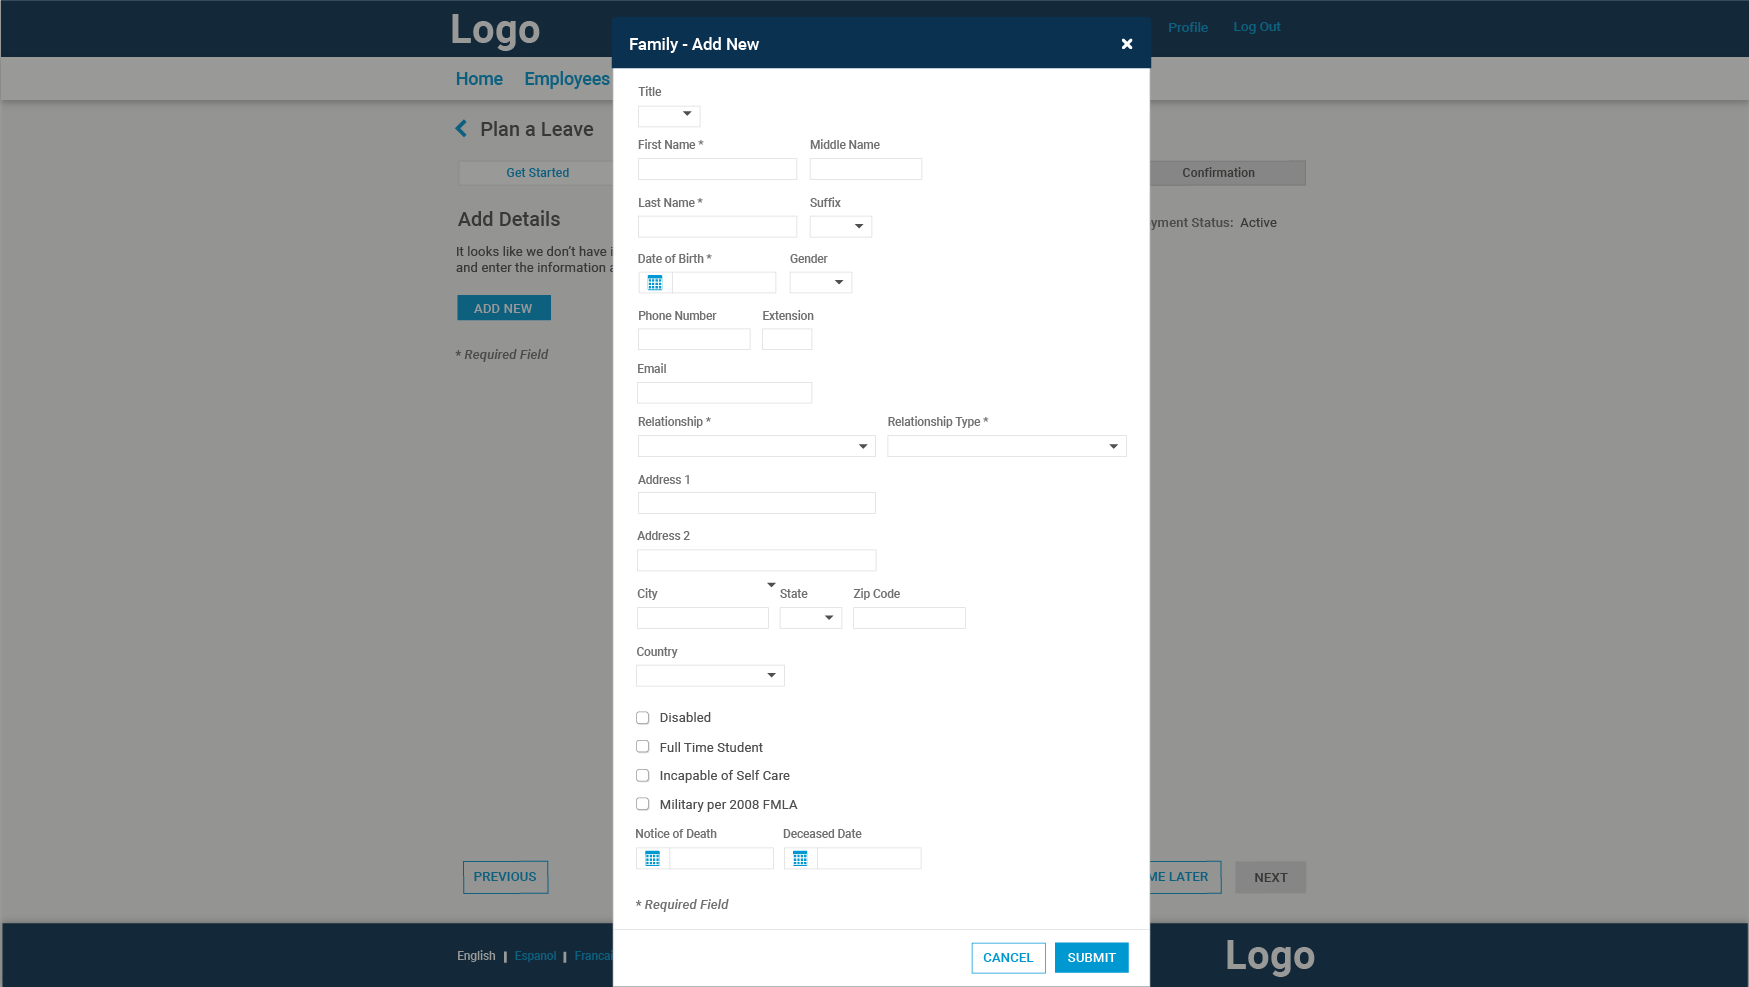 Logo
Profile
Log Out
Home
Employees
Plan a Leave
Get Started
Confirmation
Add Details
yment Status: Active
It looks like we don't have i
and enter the information a
ADD NEW
* Required Field
PREVIOUS
ME LATER
NEXT
English | Espanol | Francai
Logo
Family - Add New
Title
First Name *
Middle Name
Last Name *
Suffix
Date of Birth *
Gender
Phone Number
Extension
Email
Relationship *
Relationship Type *
Address 1
Address 2
City
State
Zip Code
Country
Disabled
Full Time Student
Incapable of Self Care
Military per 2008 FMLA
Notice of Death
Deceased Date
* Required Field
CANCEL
SUBMIT